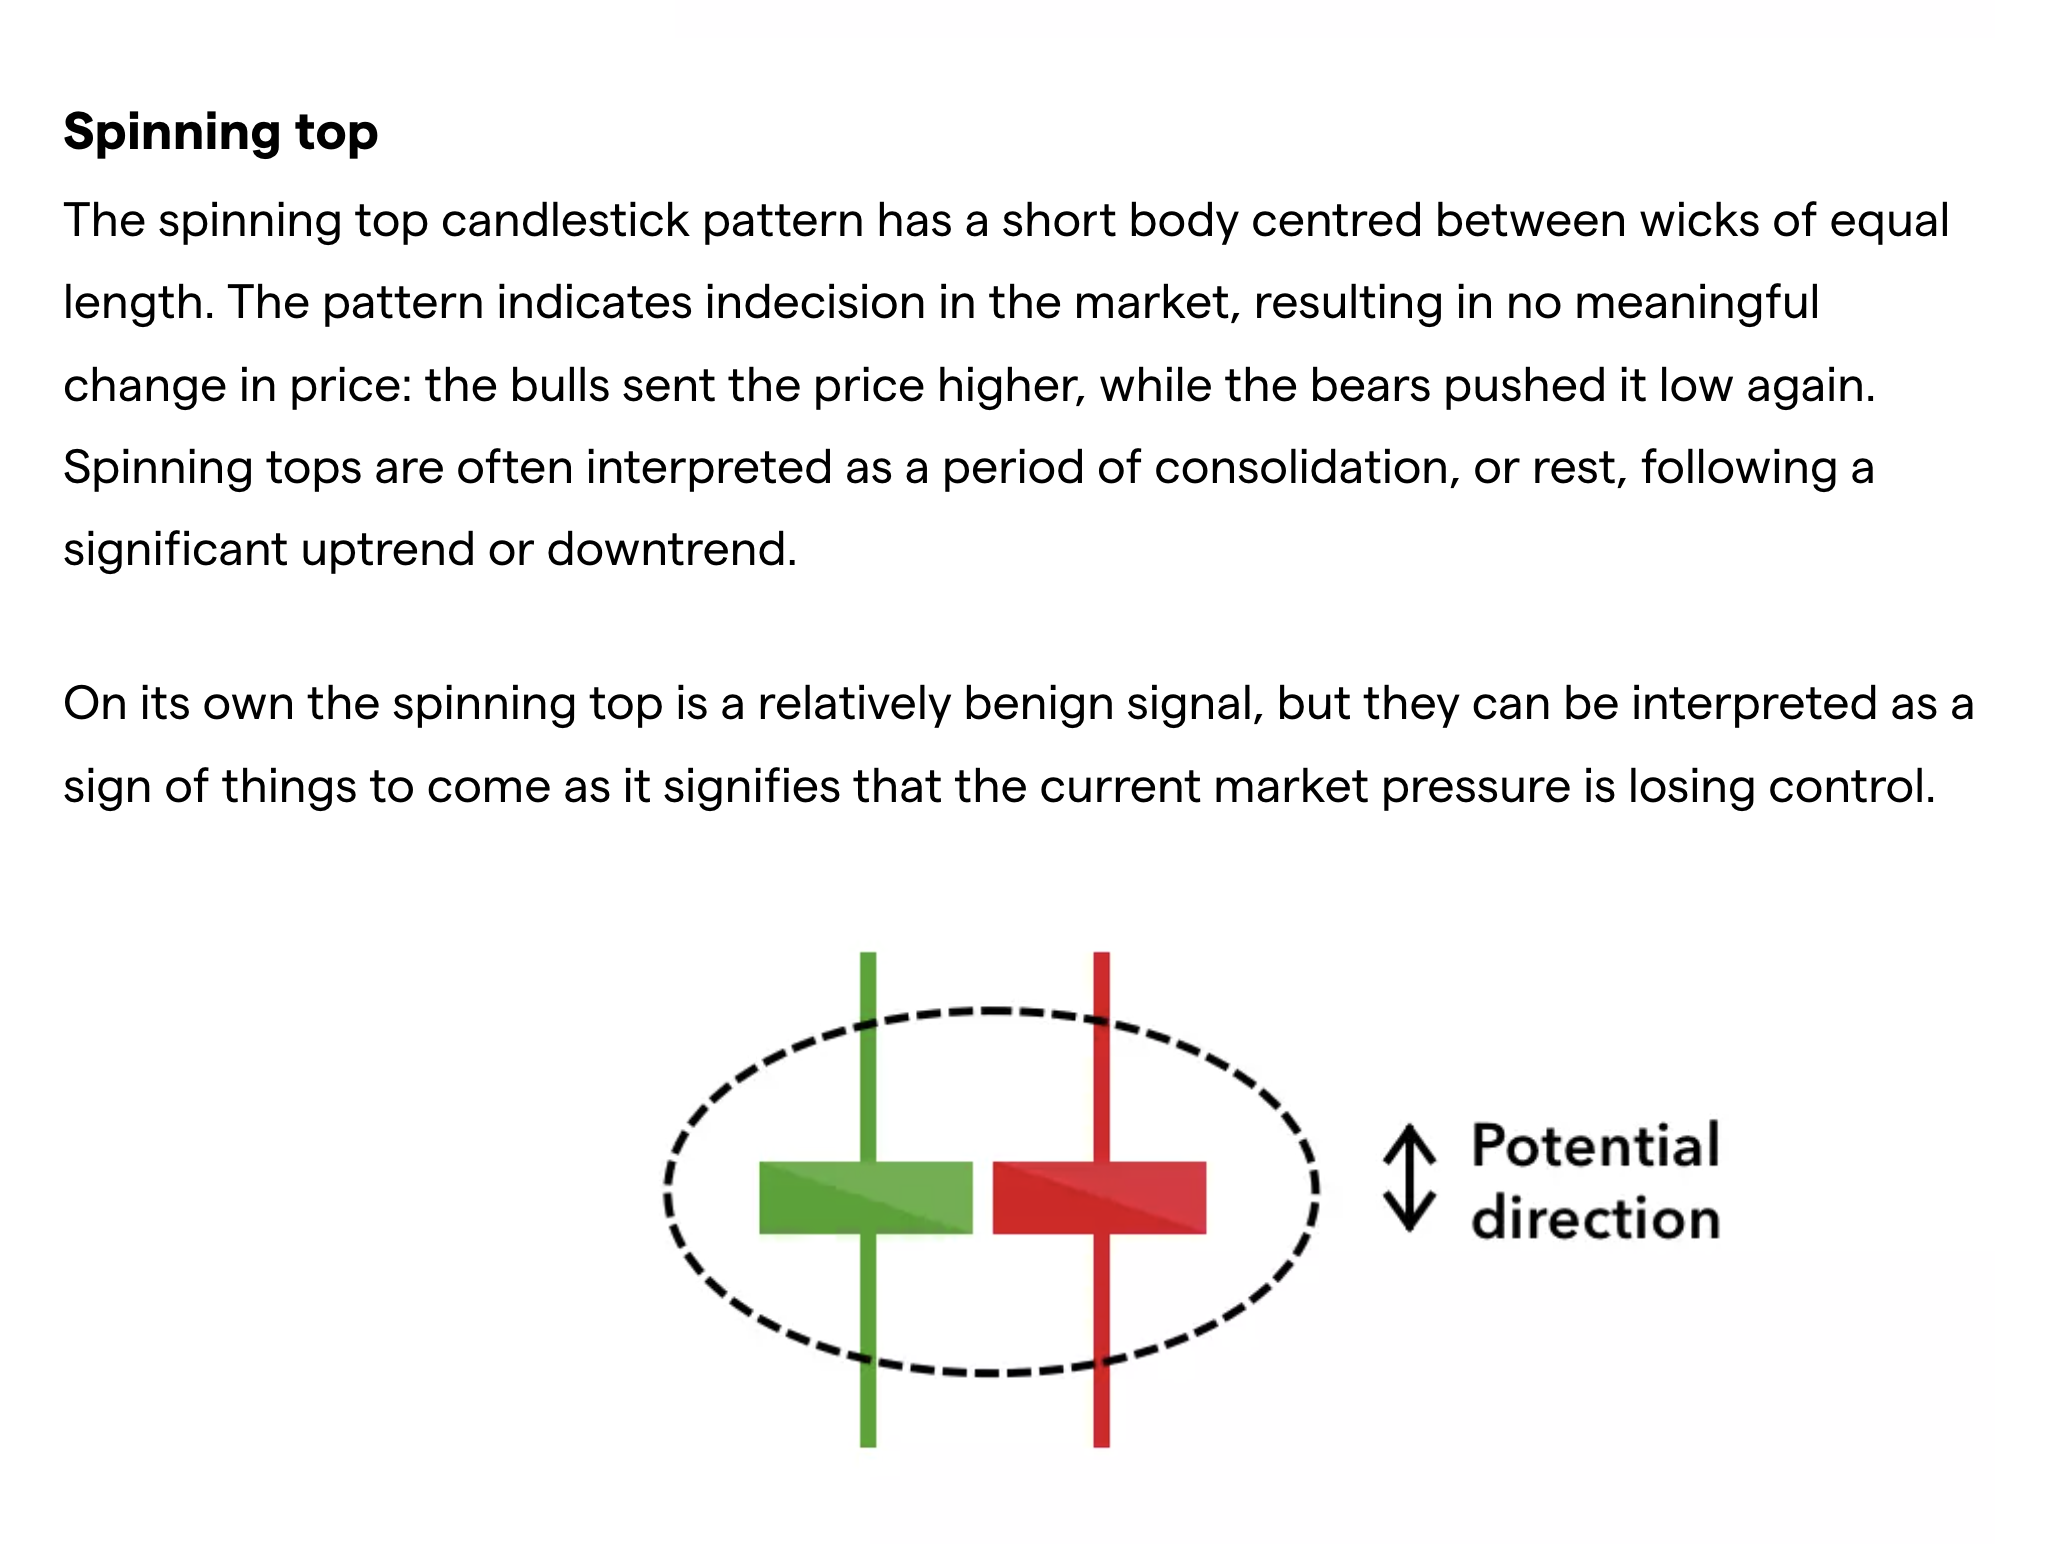 Spinning top
The spinning top candlestick pattern has a short body centred between wicks of equal
length. The pattern indicates indecision in the market, resulting in no meaningful
change in price: the bulls sent the price higher, while the bears pushed it low again.
Spinning tops are often interpreted as a period of consolidation, or rest, following a
significant uptrend or downtrend.
On its own the spinning top is a relatively benign signal, but they can be interpreted as a
sign of things to come as it signifies that the current market pressure is losing control.
Potential
direction